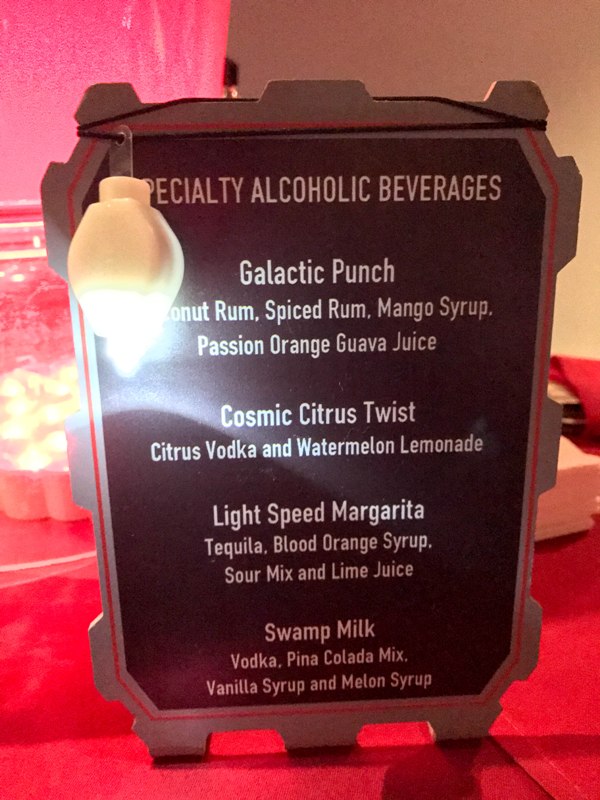 SPECIALTY ALCOHOLIC BEVERAGES
Galactic Punch
Coconut Rum, Spiced Rum, Mango Syrup,
Passion Orange Guava Juice
Cosmic Citrus Twist
Citrus Vodka and Watermelon Lemonade
Light Speed Margarita
Tequila, Blood Orange Syrup,
Sour Mix and Lime Juice
Swamp Milk
Vodka, Pina Colada Mix,
Vanilla Syrup and Melon Syrup